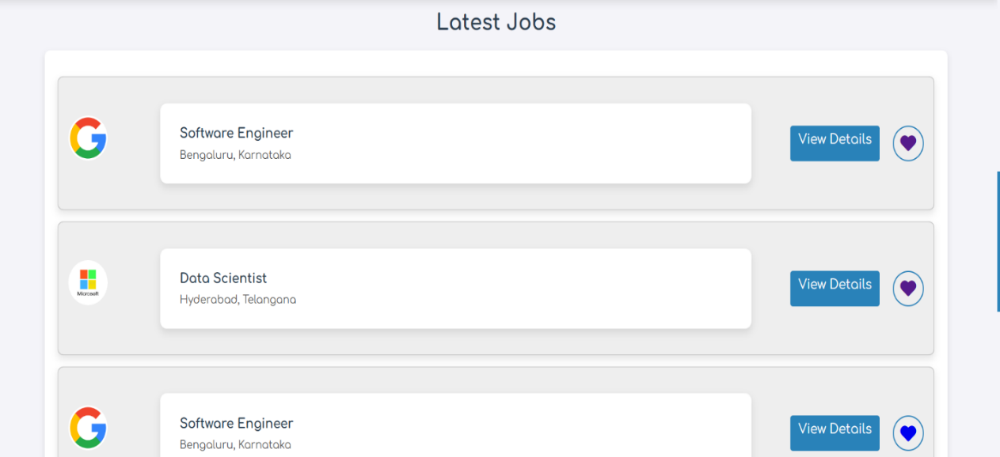 Latest Jobs
Software Engineer
Bengaluru, Karnataka
View Details
Microsoft
Data Scientist
Hyderabad, Telangana
View Details
Software Engineer
Bengaluru, Karnataka
View Details